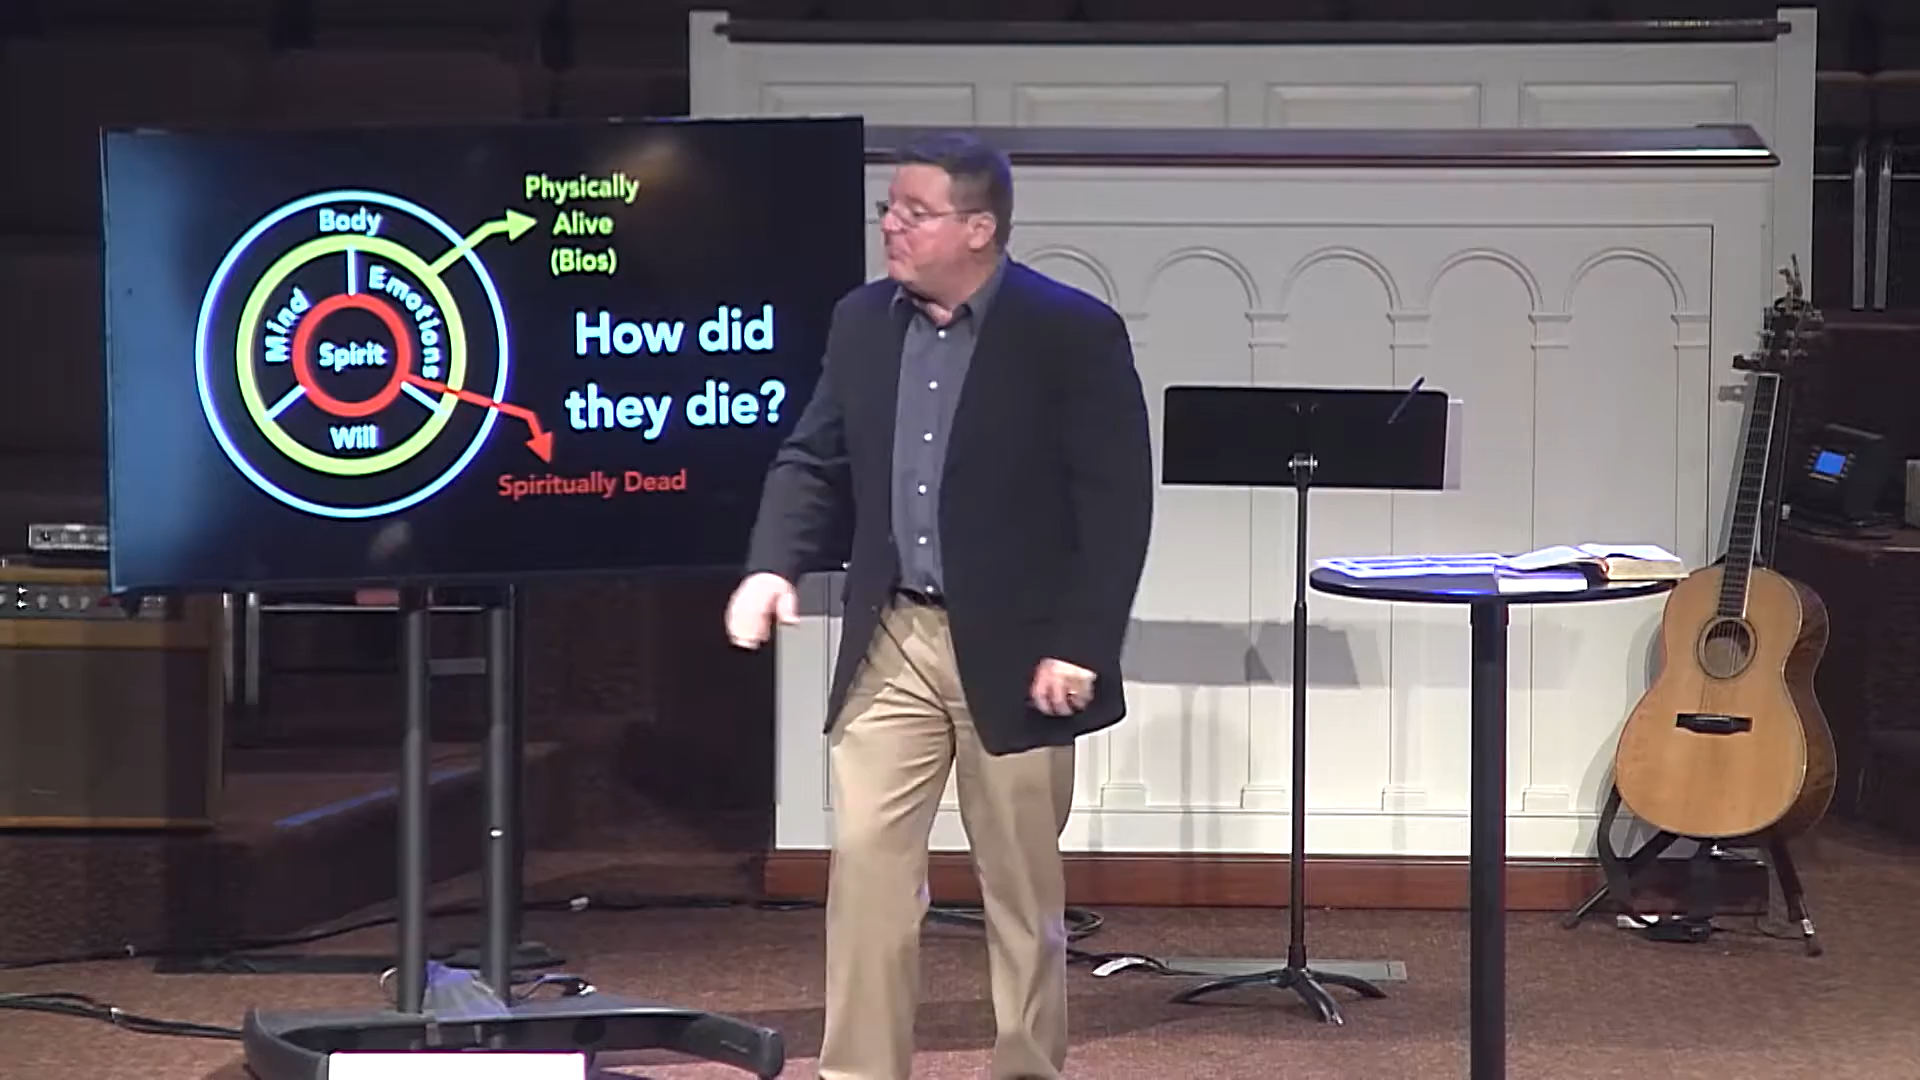 Body
Mind
Emotions
Spirit
Will
Physically
Alive
(Bios)
How did
they die?
Spiritually Dead